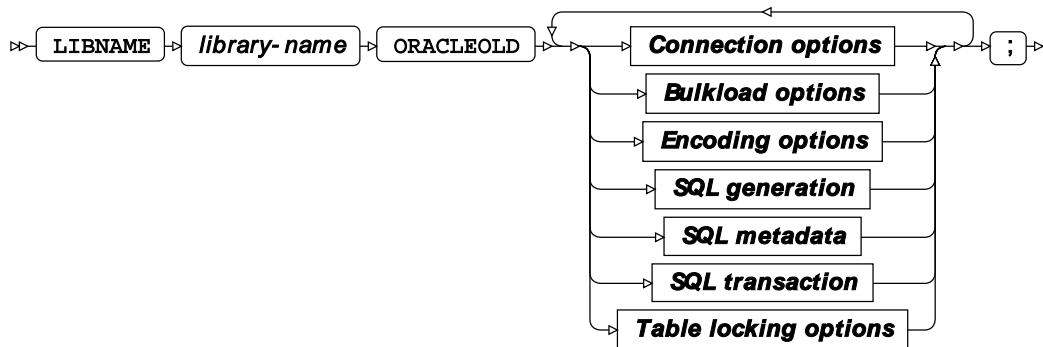 LIBNAME library-name ORACLEOLD Connection options ;
Bulkload options
Encoding options
SQL generation
SQL metadata
SQL transaction
Table locking options